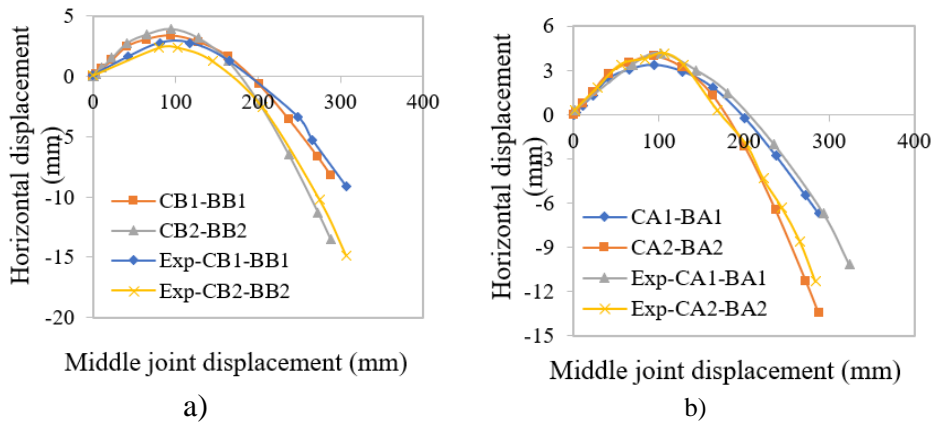 5
0
-5
-10
-15
-20
0
100
200
300
400
Horizontal displacement
(mm)
CB1-BB1
CB2-BB2
Exp-CB1-BB1
Exp-CB2-BB2
Middle joint displacement (mm)
a)
6
3
0
-3
-6
-9
-12
-15
0
100
200
300
400
Horizontal displacement
(mm)
CA1-BA1
CA2-BA2
Exp-CA1-BA1
Exp-CA2-BA2
Middle joint displacement (mm)
b)